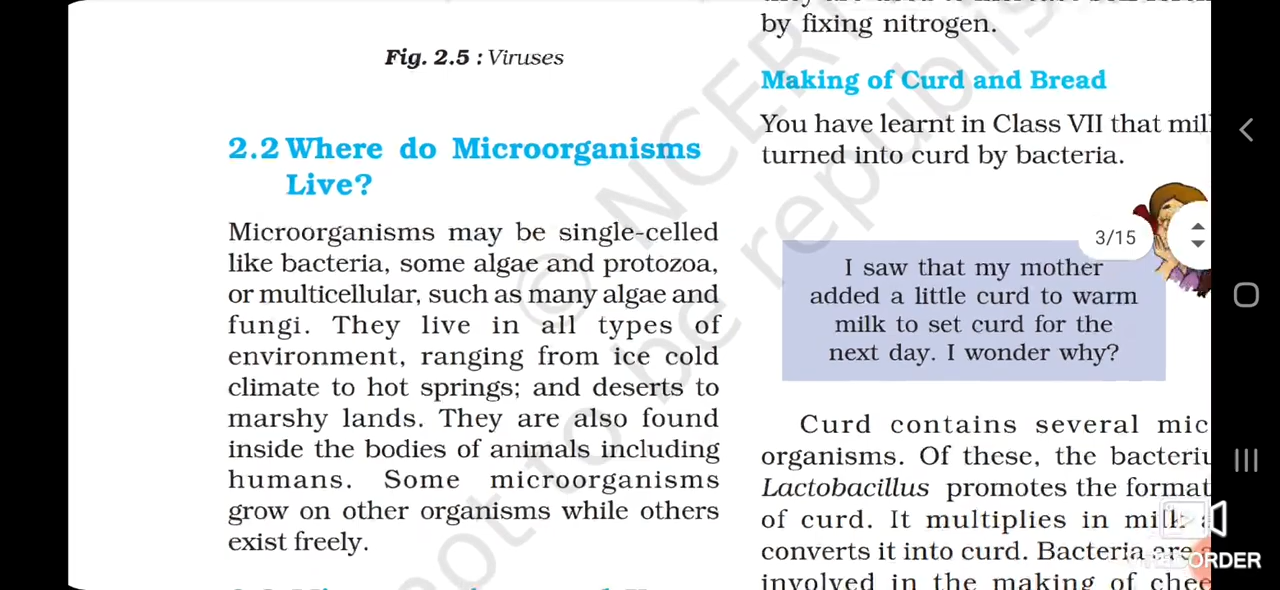 Fig. 2.5 : Viruses
2.2 Where do Microorganisms
Live?
Microorganisms may be single-celled
like bacteria, some algae and protozoa,
or multicellular, such as many algae and
fungi. They live in all types of
environment, ranging from ice cold
climate to hot springs; and deserts to
marshy lands. They are also found
inside the bodies of animals including
humans. Some microorganisms
grow on other organisms while others
exist freely.
by fixing nitrogen.
Making of Curd and Bread
You have learnt in Class VII that
turned into curd by bacteria.
3/15
I saw that my mother
added a little curd to warm
milk to set curd for the
next day. I wonder why?
Curd contains several mic
organisms. Of these, the
Lactobacillus promotes the
of curd. It multiplies in
converts it into curd. Bacteria are
involved in the making of
© NCERT
not to be republish
RECORDER